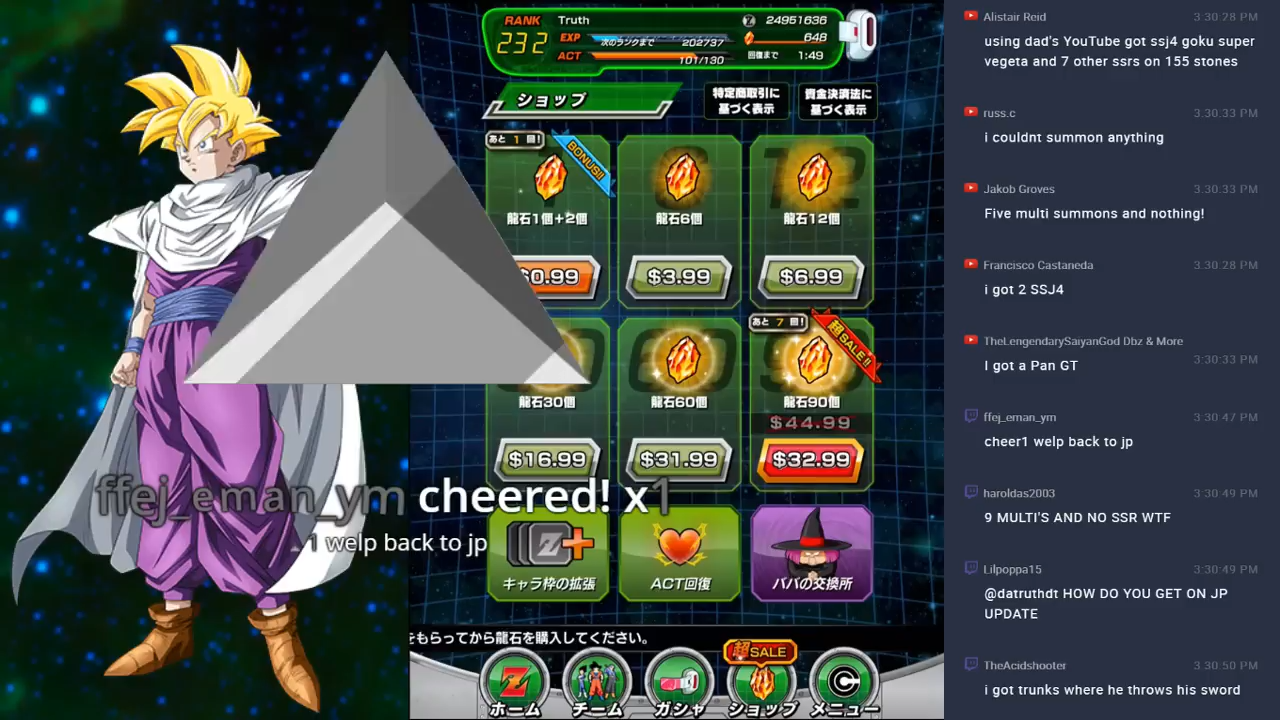 RANK
232
Truth
24951636
EXP
次のランクまで 202737
648
ACT
101/130
回復まで 1:49
ショップ
特定商取引に
基づく表示
資金決済法に
基づく表示
あと 1 回!
BONUS!!
龍石1個+2個
龍石6個
12
龍石12個
$0.99
$3.99
$6.99
あと 7 回!
超SALE!!
龍石30個
60
龍石60個
龍石90個
$44.99
$16.99
$31.99
$32.99
ffej_eman_ym cheered! x1
1 welp back to jp
キャラ枠の拡張
ACT回復
ババの交換所
をもらってから龍石を購入してください。
超SALE
ホーム
チーム
ガシャ
ショップ
メニュー
Alistair Reid 3:30:28 PM
using dad's YouTube got ssj4 goku super
vegeta and 7 other ssrs on 155 stones
russ.c 3:30:33 PM
i couldnt summon anything
Jakob Groves 3:30:33 PM
Five multi summons and nothing!
Francisco Castaneda 3:30:28 PM
i got 2 SSJ4
TheLegendarySaiyanGod Dbz & More 3:30:33 PM
I got a Pan GT
ffej_eman_ym 3:30:47 PM
cheer1 welp back to jp
haroldas2003 3:30:49 PM
9 MULTI'S AND NO SSR WTF
Lilpoppa15 3:30:49 PM
@datruthdt HOW DO YOU GET ON JP
UPDATE
TheAcidshooter 3:30:50 PM
i got trunks where he throws his sword